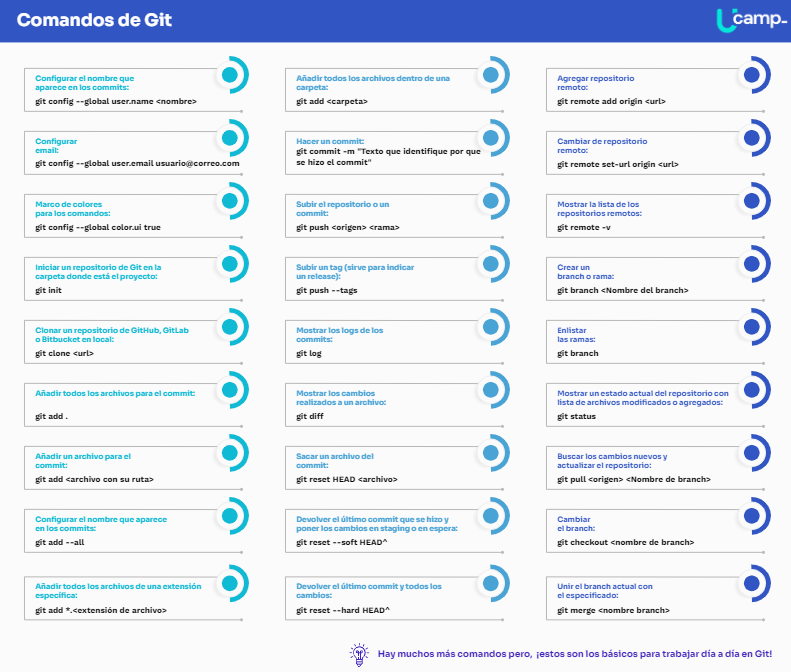 Comandos de Git
Ucamp
Configurar el nombre que
aparece en los commits:
git config --global user.name <nombre>
Configurar
email:
git config --global user.email usuario@correo.com
Marco de colores
para los comandos:
git config --global color.ui true
Iniciar un repositorio de Git en la
carpeta donde está el proyecto:
git init
Clonar un repositorio de GitHub, GitLab
o Bitbucket en local:
git clone <url>
Añadir todos los archivos para el commit:
git add .
Añadir un archivo para el
commit:
git add <archivo con su ruta>
Configurar el nombre que aparece
en los commits:
git add --all
Añadir todos los archivos de una extensión
específica:
git add *.<extensión de archivo>
Añadir todos los archivos dentro de una
carpeta:
git add <carpeta>
Hacer un commit:
git commit -m "Texto que identifique por que
se hizo el commit"
Subir el repositorio o un
commit:
git push <origen> <rama>
Subir un tag (sirve para indicar
un release):
git push --tags
Mostrar los logs de los
commits:
git log
Mostrar los cambios
realizados a un archivo:
git diff
Sacar un archivo del
commit:
git reset HEAD <archivo>
Devolver el último commit que se hizo y
poner los cambios en staging o en espera:
git reset --soft HEAD^
Devolver el último commit y todos los
cambios:
git reset --hard HEAD^
Agregar repositorio
remoto:
git remote add origin <url>
Cambiar de repositorio
remoto:
git remote set-url origin <url>
Mostrar la lista de los
repositorios remotos:
git remote -v
Crear un
branch o rama:
git branch <Nombre del branch>
Enlistar
las ramas:
git branch
Mostrar un estado actual del repositorio con
lista de archivos modificados o agregados:
git status
Buscar los cambios nuevos y
actualizar el repositorio:
git pull <origen> <Nombre de branch>
Cambiar
el branch:
git checkout <nombre de branch>
Unir el branch actual con
el especificado:
git merge <nombre branch>
Hay muchos más comandos pero, ¡estos son los básicos para trabajar día a día en Git!